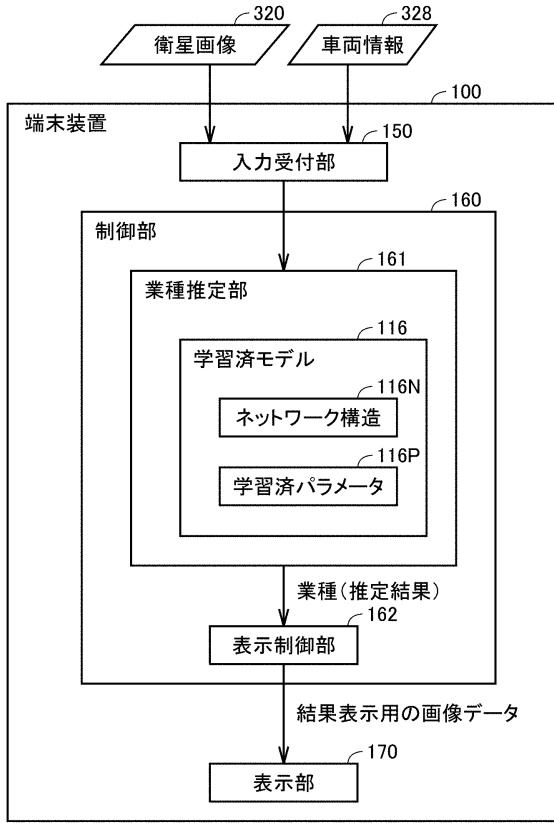 320
328
衛星画像
車両情報
100
端末装置
150
入力受付部
160
制御部
161
業種推定部
116
学習済モデル
116N
ネットワーク構造
116P
学習済パラメータ
業種（推定結果）
162
表示制御部
結果表示用の画像データ
170
表示部